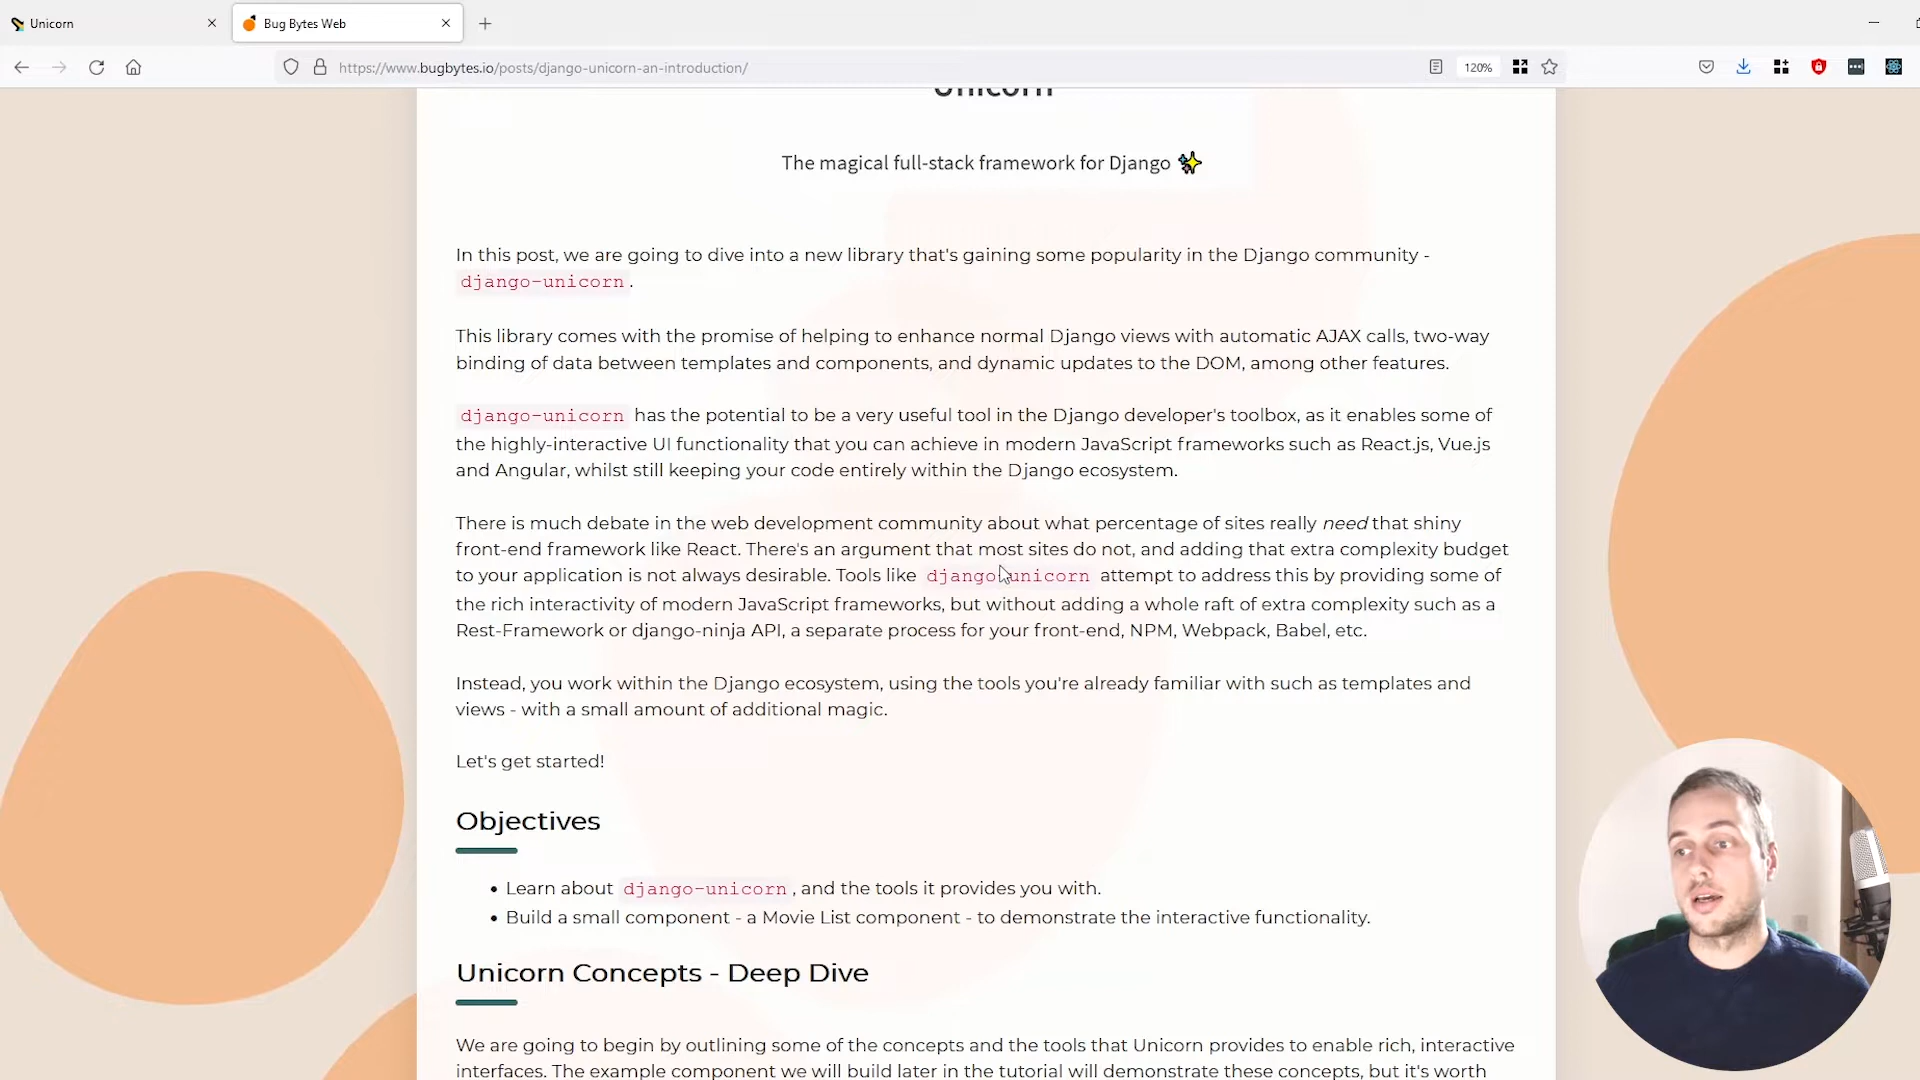 Unicorn
Bug Bytes Web
https://www.bugbytes.io/posts/django-unicorn-an-introduction/
120%
Unicorn
The magical full-stack framework for Django ✨
In this post, we are going to dive into a new library that's gaining some popularity in the Django community -
django-unicorn.
This library comes with the promise of helping to enhance normal Django views with automatic AJAX calls, two-way
binding of data between templates and components, and dynamic updates to the DOM, among other features.
django-unicorn has the potential to be a very useful tool in the Django developer's toolbox, as it enables some of
the highly-interactive UI functionality that you can achieve in modern JavaScript frameworks such as React.js, Vue.js
and Angular, whilst still keeping your code entirely within the Django ecosystem.
There is much debate in the web development community about what percentage of sites really need that shiny
front-end framework like React. There's an argument that most sites do not, and adding that extra complexity budget
to your application is not always desirable. Tools like django-unicorn attempt to address this by providing some of
the rich interactivity of modern JavaScript frameworks, but without adding a whole raft of extra complexity such as a
Rest-Framework or django-ninja API, a separate process for your front-end, NPM, Webpack, Babel, etc.
Instead, you work within the Django ecosystem, using the tools you're already familiar with such as templates and
views - with a small amount of additional magic.
Let's get started!
Objectives
• Learn about django-unicorn, and the tools it provides you with.
• Build a small component - a Movie List component - to demonstrate the interactive functionality.
Unicorn Concepts - Deep Dive
We are going to begin by outlining some of the concepts and the tools that Unicorn provides to enable rich, interactive
interfaces. The example component we will build later in the tutorial will demonstrate these concepts, but it's worth